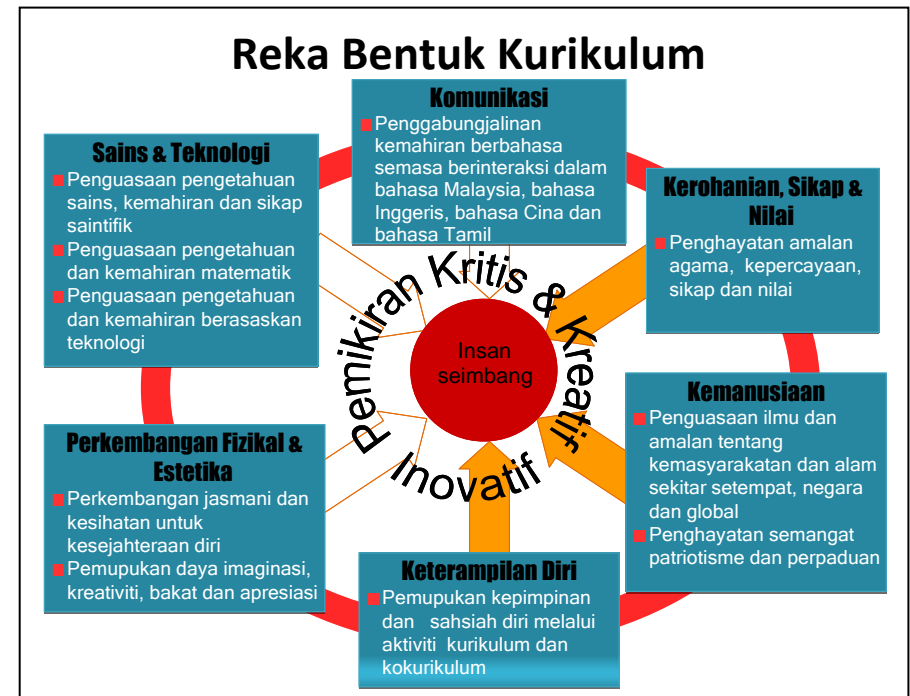 Reka Bentuk Kurikulum
Komunikasi
Penggabungjalinan
kemahiran berbahasa
semasa berinteraksi dalam
bahasa Malaysia, bahasa
Inggeris, bahasa Cina dan
bahasa Tamil
Sains & Teknologi
Penguasaan pengetahuan
sains, kemahiran dan sikap
saintifik
Penguasaan pengetahuan
dan kemahiran matematik
Penguasaan pengetahuan
dan kemahiran berasaskan
teknologi
Kerohanian, Sikap &
Nilai
Penghayatan amalan
agama, kepercayaan,
sikap dan nilai
Pemikiran Kritis & Kreatif
Inovatif
Insan
seimbang
Kemanusiaan
Penguasaan ilmu dan
amalan tentang
kemasyarakatan dan alam
sekitar setempat, negara
dan global
Penghayatan semangat
patriotisme dan perpaduan
Perkembangan Fizikal &
Estetika
Perkembangan jasmani dan
kesihatan untuk
kesejahteraan diri
Pemupukan daya imaginasi,
kreativiti, bakat dan apresiasi
Keterampilan Diri
Pemupukan kepimpinan
dan sahsiah diri melalui
aktiviti kurikulum dan
kokurikulum